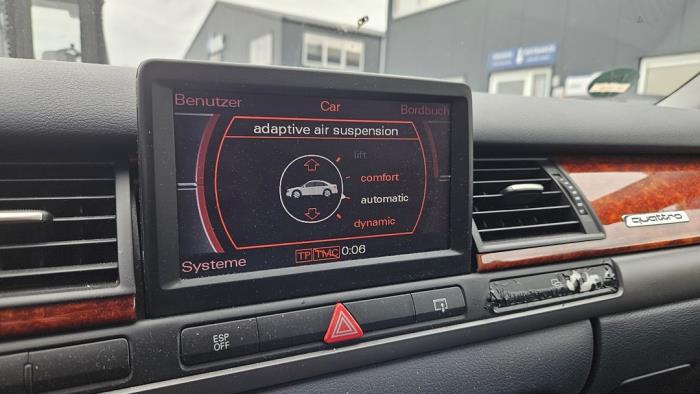 Benutzer
Car
Bordbuch
adaptive air suspension
lift
comfort
automatic
dynamic
TP TMC 0:06
Systeme
quattro
ESP
OFF